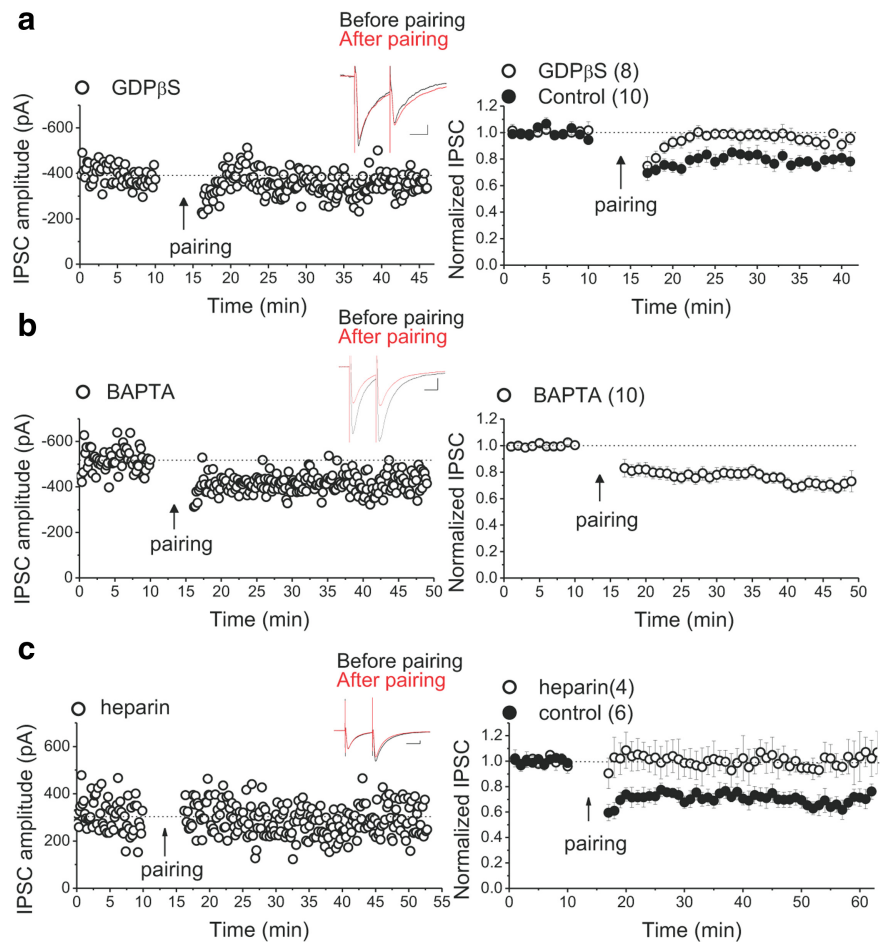 a
Before pairing
After pairing
GDPβS
IPSC amplitude (pA)
-600
-400
-200
0
pairing
0 5 10 15 20 25 30 35 40 45
Time (min)
GDPβS (8)
Control (10)
Normalized IPSC
1.2
1.0
0.8
0.6
0.4
0.2
0.0
pairing
0 10 20 30 40
Time (min)
b
Before pairing
After pairing
BAPTA
IPSC amplitude (pA)
-600
-400
-200
0
pairing
0 5 10 15 20 25 30 35 40 45 50
Time (min)
BAPTA (10)
Normalized IPSC
1.2
1.0
0.8
0.6
0.4
0.2
0.0
pairing
0 5 10 15 20 25 30 35 40 45 50
Time (min)
c
Before pairing
After pairing
heparin
IPSC amplitude (pA)
600
400
200
0
pairing
0 5 10 15 20 25 30 35 40 45 50 55
Time (min)
heparin(4)
control (6)
Normalized IPSC
1.2
1.0
0.8
0.6
0.4
0.2
0.0
pairing
0 10 20 30 40 50 60
Time (min)